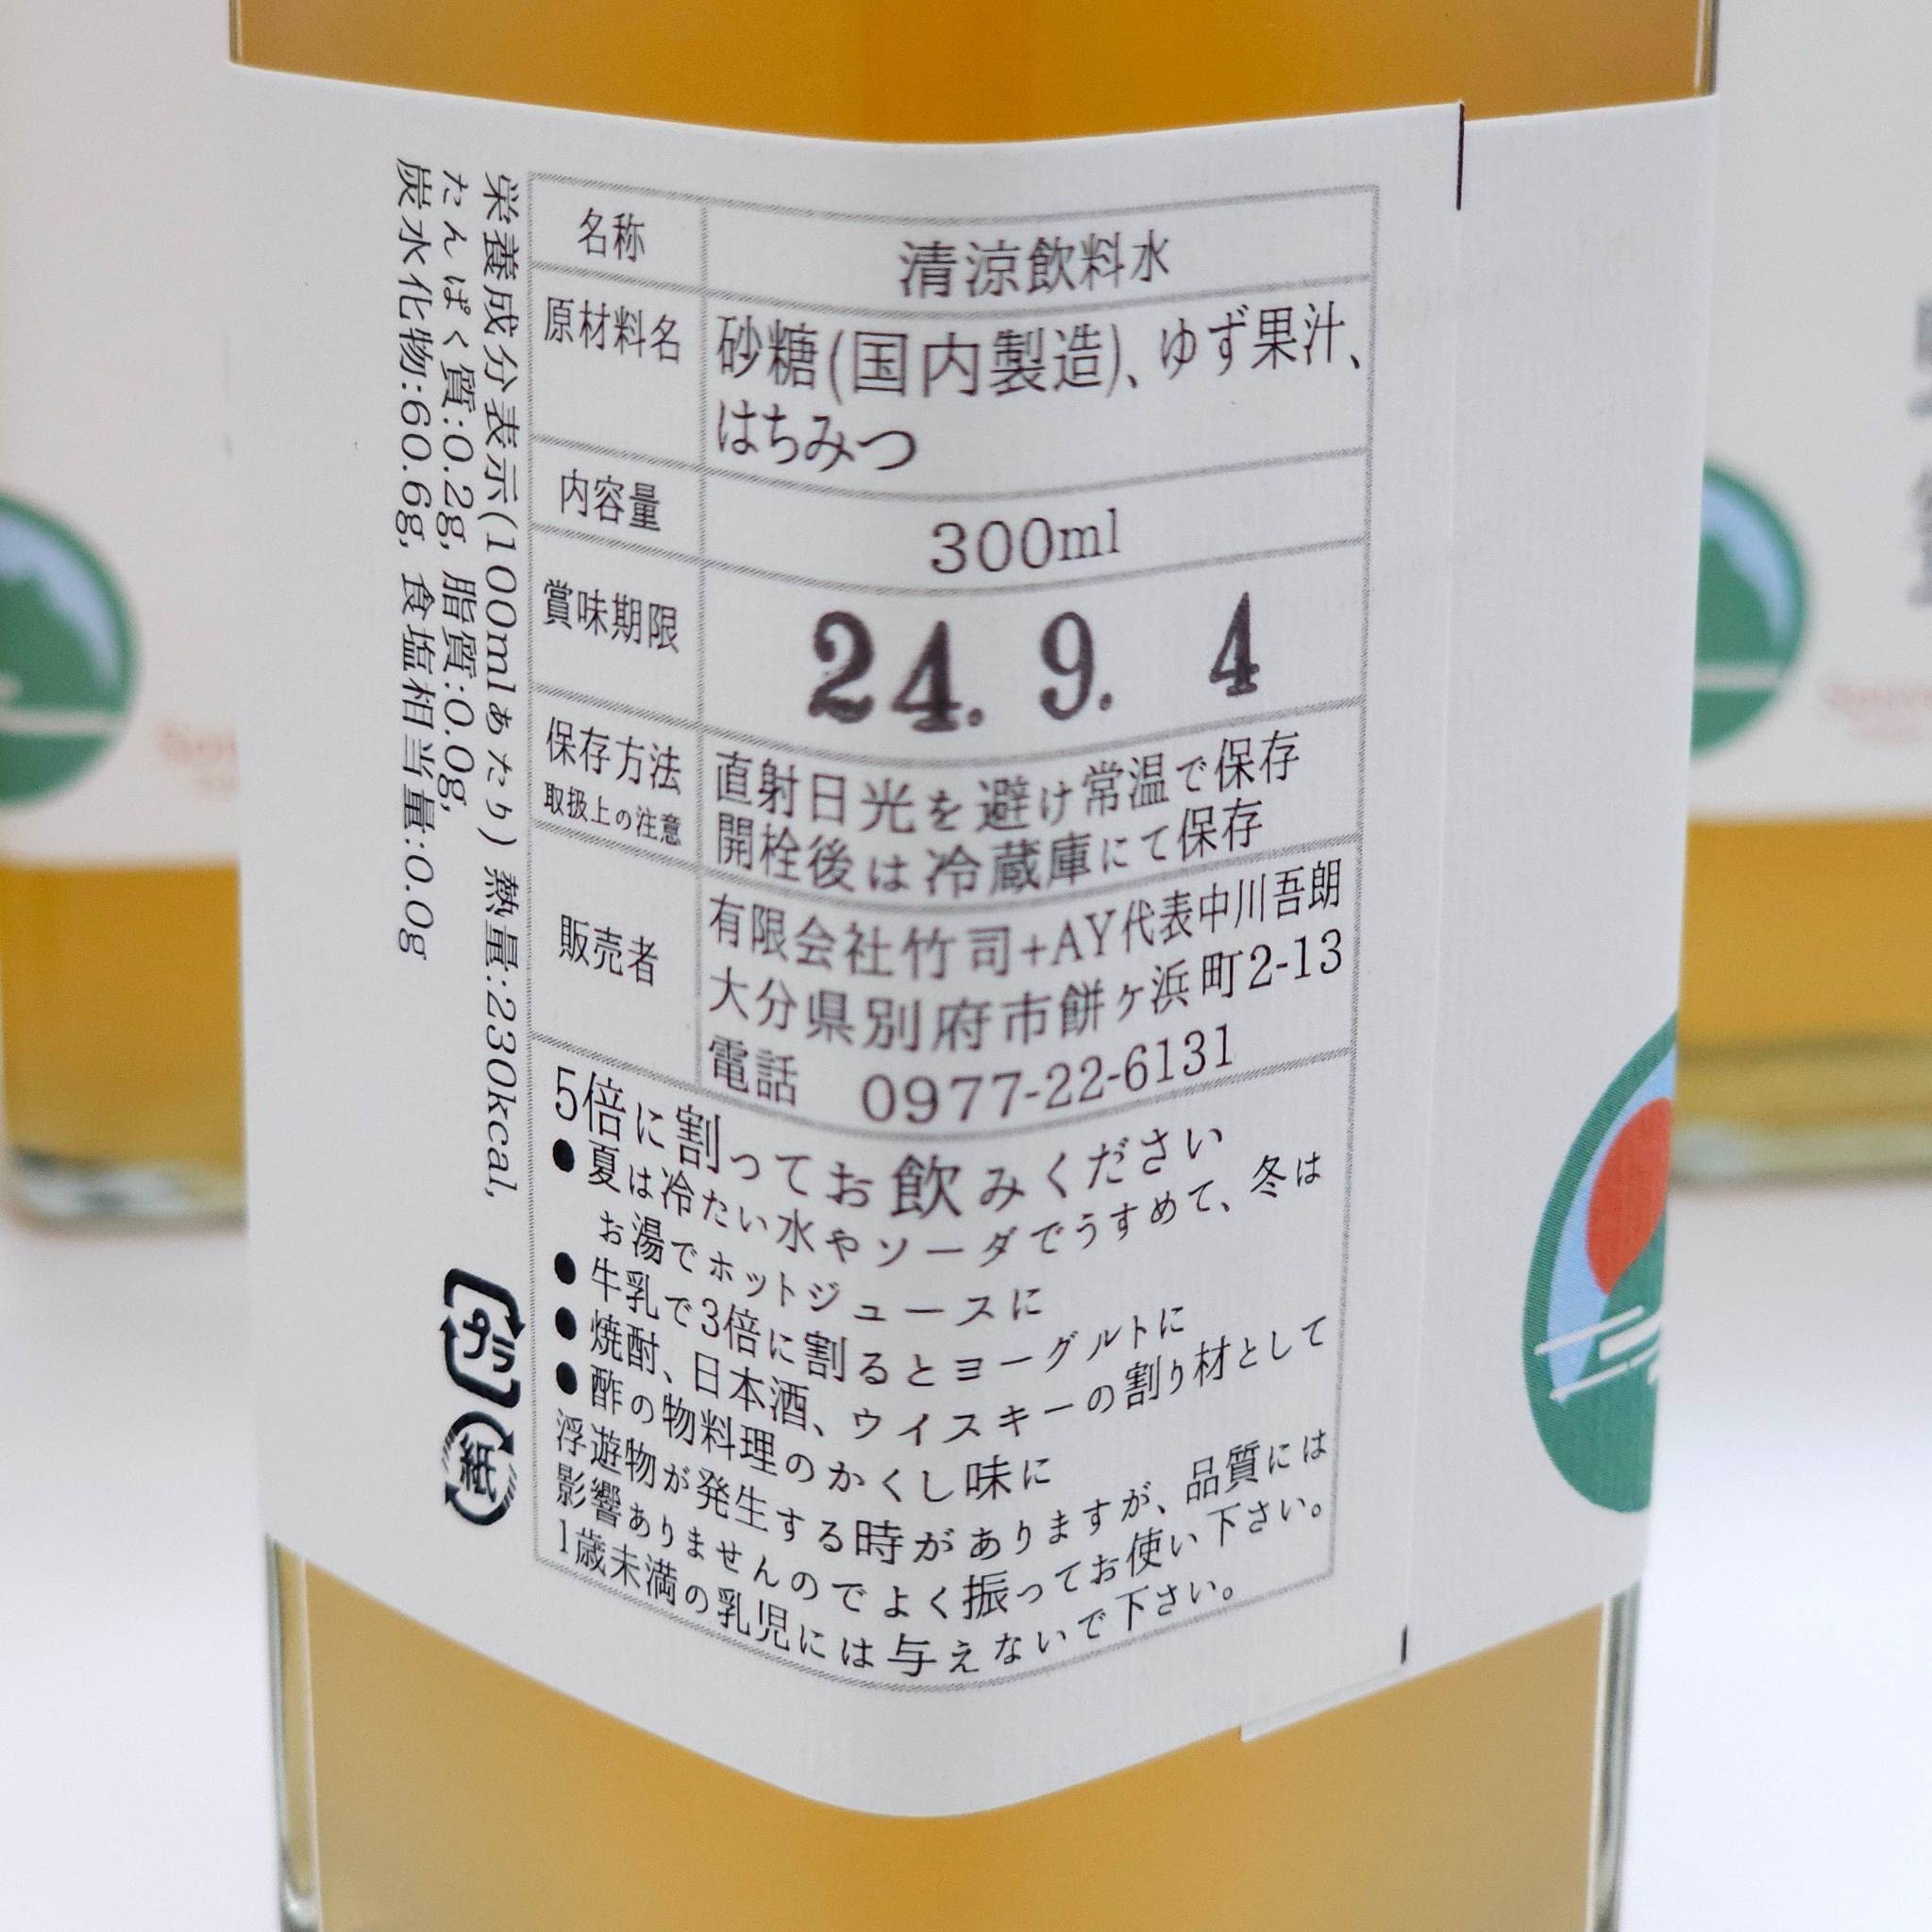 名称 清涼飲料水
原材料名 砂糖(国内製造)、ゆず果汁、
はちみつ
内容量 300ml
賞味期限 24. 9. 4
保存方法 直射日光を避け常温で保存
取扱上の注意 開栓後は冷蔵庫にて保存
販売者 有限会社竹司+AY代表中川吾朗
大分県別府市餅ヶ浜町2-13
電話 0977-22-6131
5倍に割ってお飲みください
●夏は冷たい水やソーダでうすめて、冬は
お湯でホットジュースに
●牛乳で3倍に割るとヨーグルトに
●焼酎、日本酒、ウイスキーの割り材として
●酢の物料理のかくし味に
浮遊物が発生する時がありますが、品質には
影響ありませんのでよく振ってお使い下さい。
1歳未満の乳児には与えないで下さい。
栄養成分表示(100mlあたり) 熱量:230kcal,
たんぱく質:0.2g, 脂質:0.0g,
炭水化物:60.6g, 食塩相当量:0.0g
プラ
紙